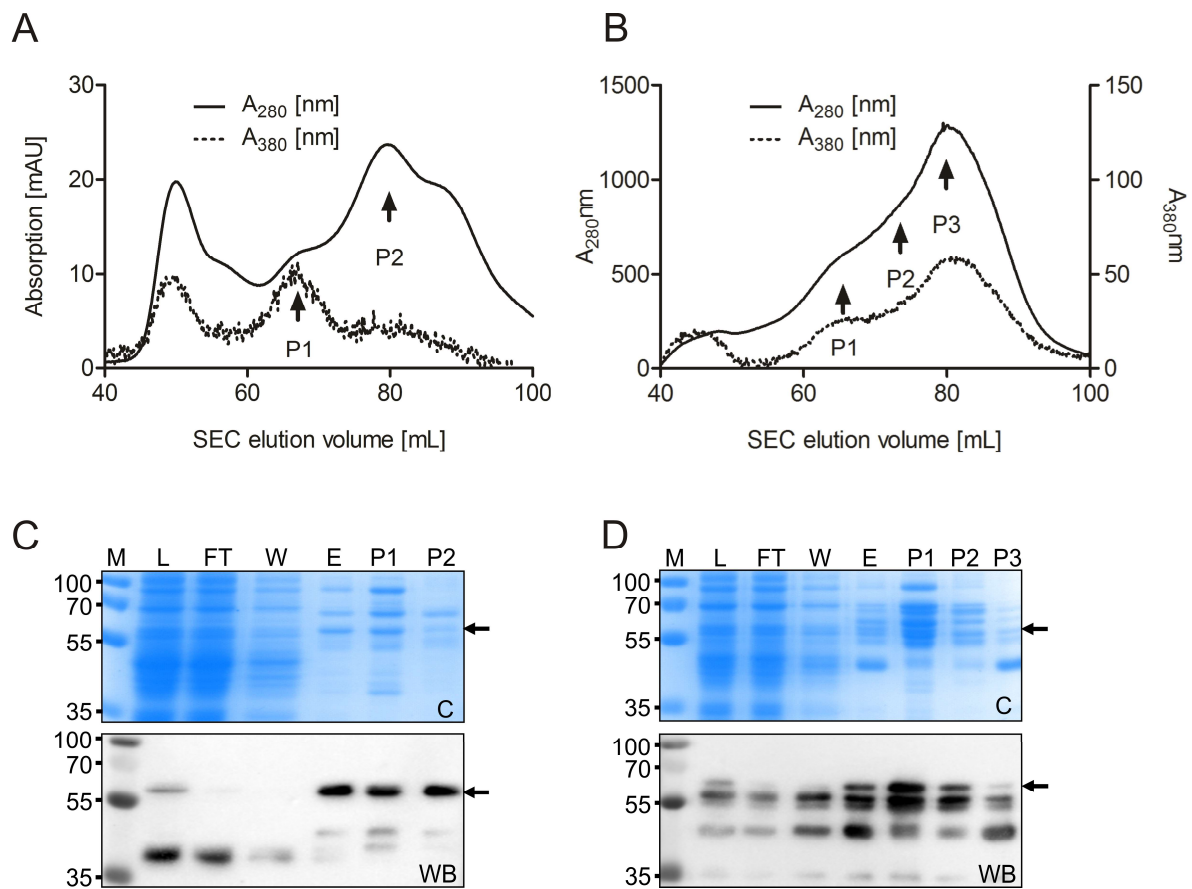 A
B
30
20
10
0
Absorption [mAU]
A280 [nm]
A380 [nm]
P1
P2
40 60 80 100
SEC elution volume [mL]
1500
1000
500
0
A280nm
A280 [nm]
A380 [nm]
P1
P2
P3
150
100
50
0
A380nm
40 60 80 100
SEC elution volume [mL]
C
M L FT W E P1 P2
100
70
55
35
C
100
70
55
35
WB
D
M L FT W E P1 P2 P3
100
70
55
35
C
100
70
55
35
WB